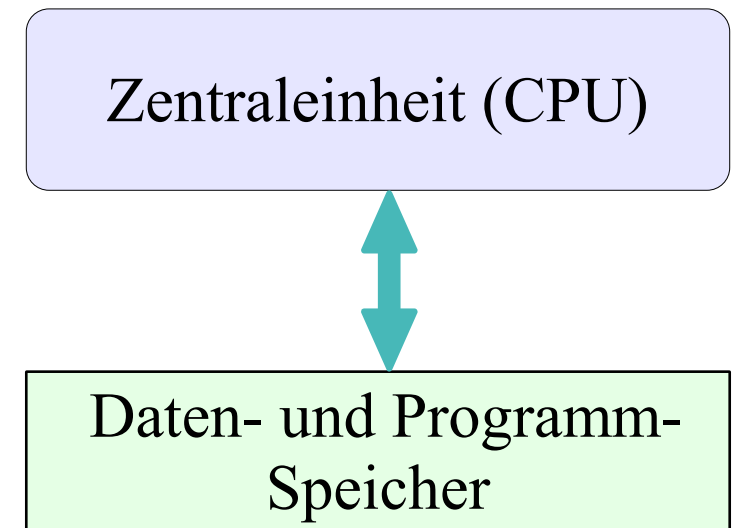 Zentraleinheit (CPU)
Daten- und Programm-
Speicher